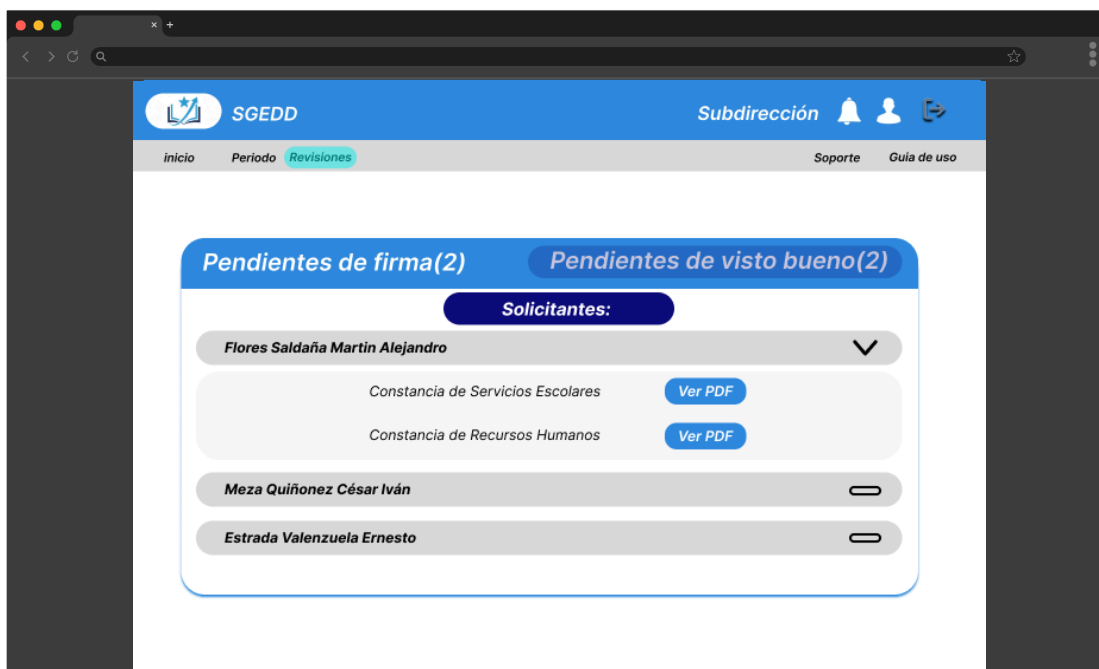 SGEDD Subdirección
inicio Periodo Revisiones Soporte Guia de uso
Pendientes de firma(2) Pendientes de visto bueno(2)
Solicitantes:
Flores Saldaña Martin Alejandro
Constancia de Servicios Escolares Ver PDF
Constancia de Recursos Humanos Ver PDF
Meza Quiñonez César Iván
Estrada Valenzuela Ernesto